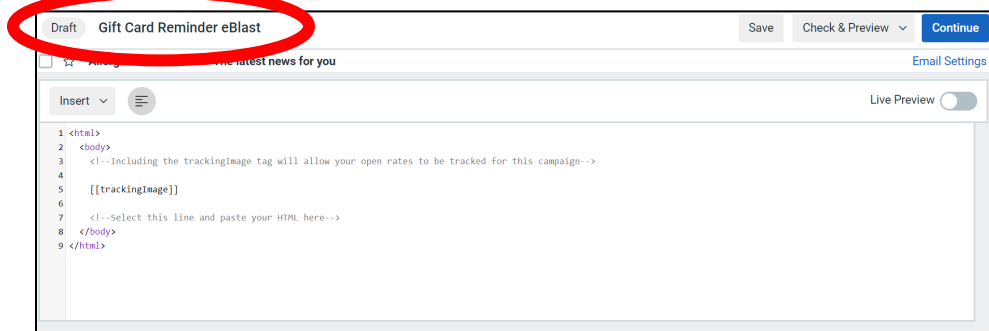 Draft Gift Card Reminder eBlast Save Check & Preview Continue
The latest news for you Email Settings
Insert Live Preview
1 <html>
2 <body>
3 <!--Including the trackingImage tag will allow your open rates to be tracked for this campaign-->
4
5 [[trackingImage]]
6
7 <!--Select this line and paste your HTML here-->
8 </body>
9 </html>